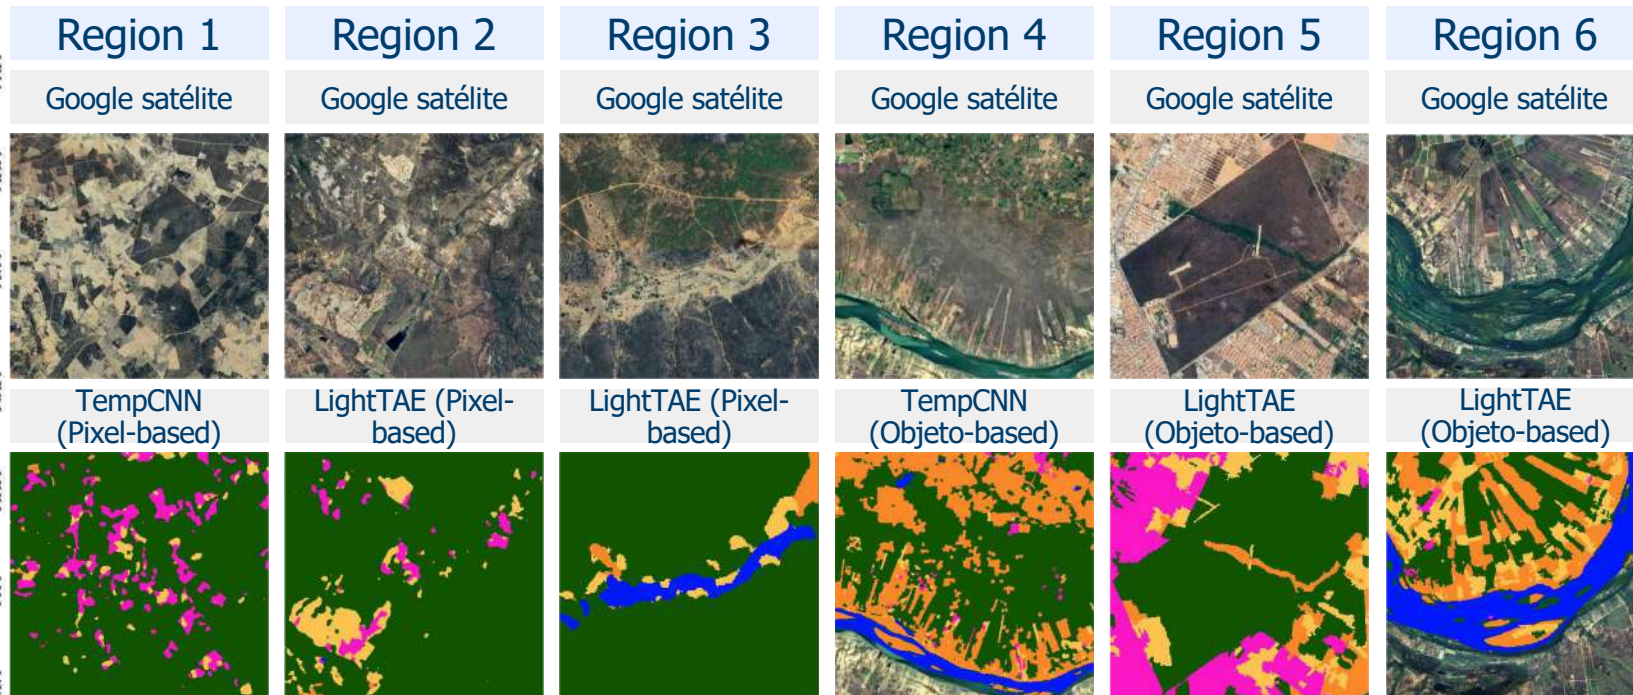 Region 1
Region 2
Region 3
Region 4
Region 5
Region 6
Google satélite
Google satélite
Google satélite
Google satélite
Google satélite
Google satélite
TempCNN
(Pixel-based)
LightTAE (Pixel-
based)
LightTAE (Pixel-
based)
TempCNN
(Objeto-based)
LightTAE
(Objeto-based)
LightTAE
(Objeto-based)